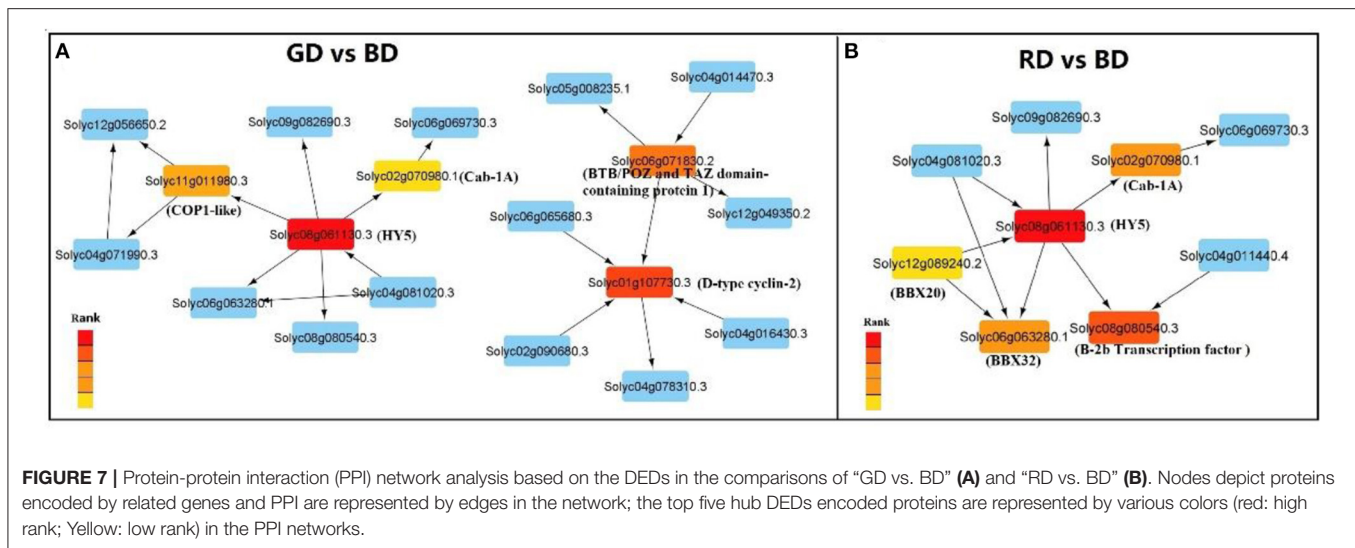 A
GD vs BD
Solyc12g056650.2
Solyc09g082690.3
Solyc06g069730.3
Solyc11g011980.3
(COP1-like)
Solyc02g070980.1
(Cab-1A)
Solyc04g071990.3
Solyc08g061130.3
(HY5)
Solyc06g063280.1
Solyc04g081020.3
Solyc08g080540.3
Rank
Solyc05g008235.1
Solyc04g014470.3
Solyc06g071830.2
(BTB/POZ and TAZ domain-
containing protein 1)
Solyc12g049350.2
Solyc06g065680.3
Solyc01g107730.3
(D-type cyclin-2)
Solyc02g090680.3
Solyc04g016430.3
Solyc04g078310.3
B
RD vs BD
Solyc09g082690.3
Solyc06g069730.3
Solyc04g081020.3
Solyc02g070980.1
(Cab-1A)
Solyc08g061130.3
(HY5)
Solyc12g089240.2
(BBX20)
Solyc04g011440.4
Solyc06g063280.1
(BBX32)
Solyc08g080540.3
(B-2b Transcription factor )
Rank
FIGURE 7 | Protein-protein interaction (PPI) network analysis based on the DEDs in the comparisons of “GD vs. BD” (A) and “RD vs. BD” (B). Nodes depict proteins
encoded by related genes and PPI are represented by edges in the network; the top five hub DEDs encoded proteins are represented by various colors (red: high
rank; Yellow: low rank) in the PPI networks.